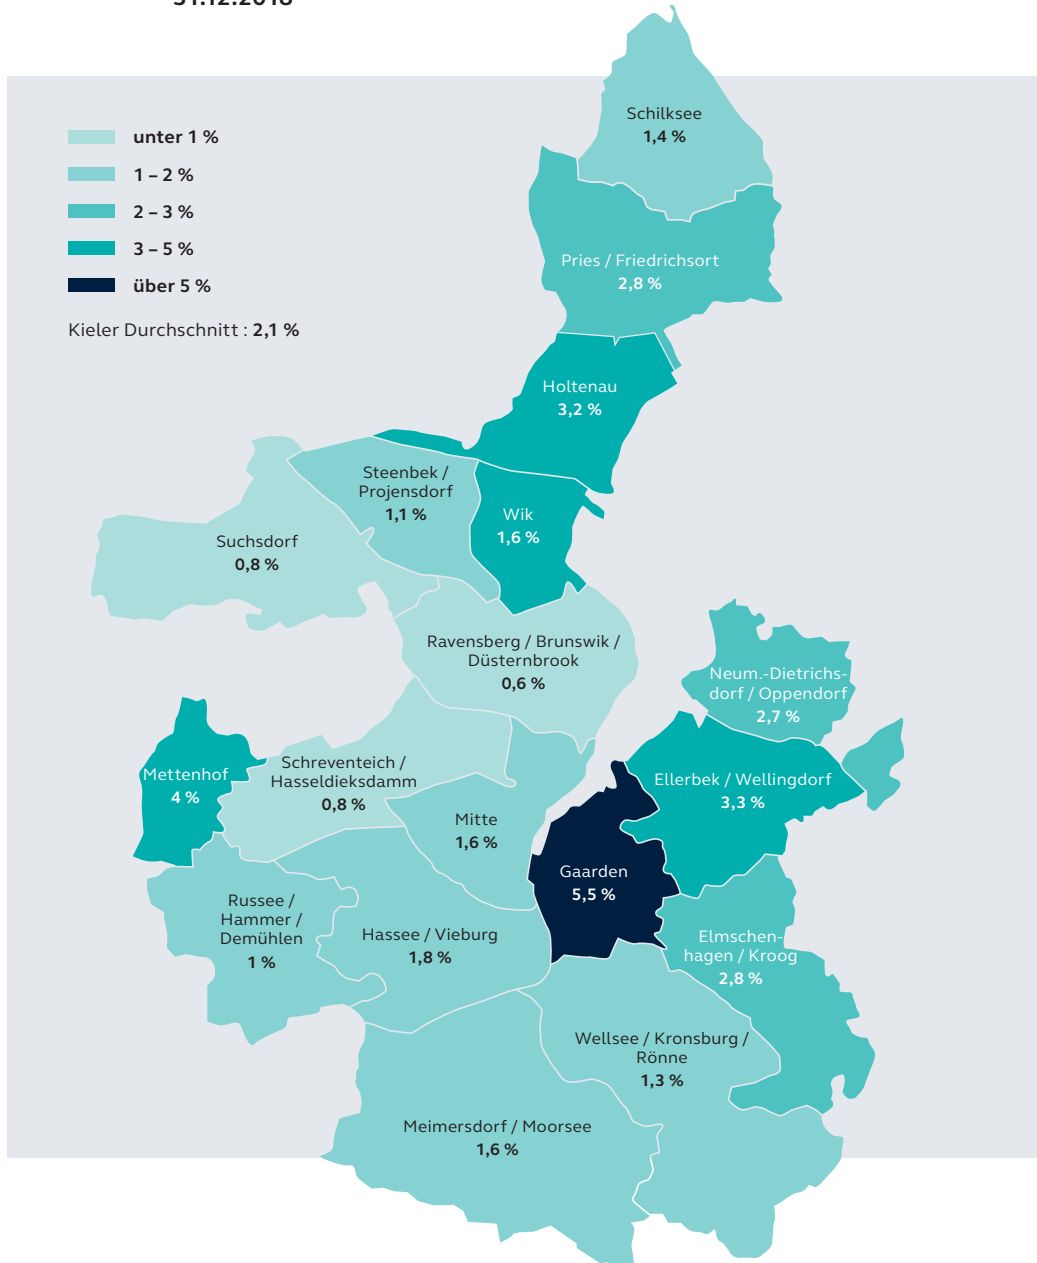 31.12.2018
unter 1 %
1 – 2 %
2 – 3 %
3 – 5 %
über 5 %
Kieler Durchschnitt : 2,1 %
Schilksee
1,4 %
Pries / Friedrichsort
2,8 %
Holtenau
3,2 %
Steenbek /
Projensdorf
1,1 %
Wik
1,6 %
Suchsdorf
0,8 %
Ravensberg / Brunswik /
Düsternbrook
0,6 %
Neum.-Dietrichs-
dorf / Oppendorf
2,7 %
Mettenhof
4 %
Schreventeich /
Hasseldieksdamm
0,8 %
Ellerbek / Wellingdorf
3,3 %
Mitte
1,6 %
Gaarden
5,5 %
Russee /
Hammer /
Demühlen
1 %
Hassee / Vieburg
1,8 %
Elmschen-
hagen / Kroog
2,8 %
Wellsee / Kronsburg /
Rönne
1,3 %
Meimersdorf / Moorsee
1,6 %